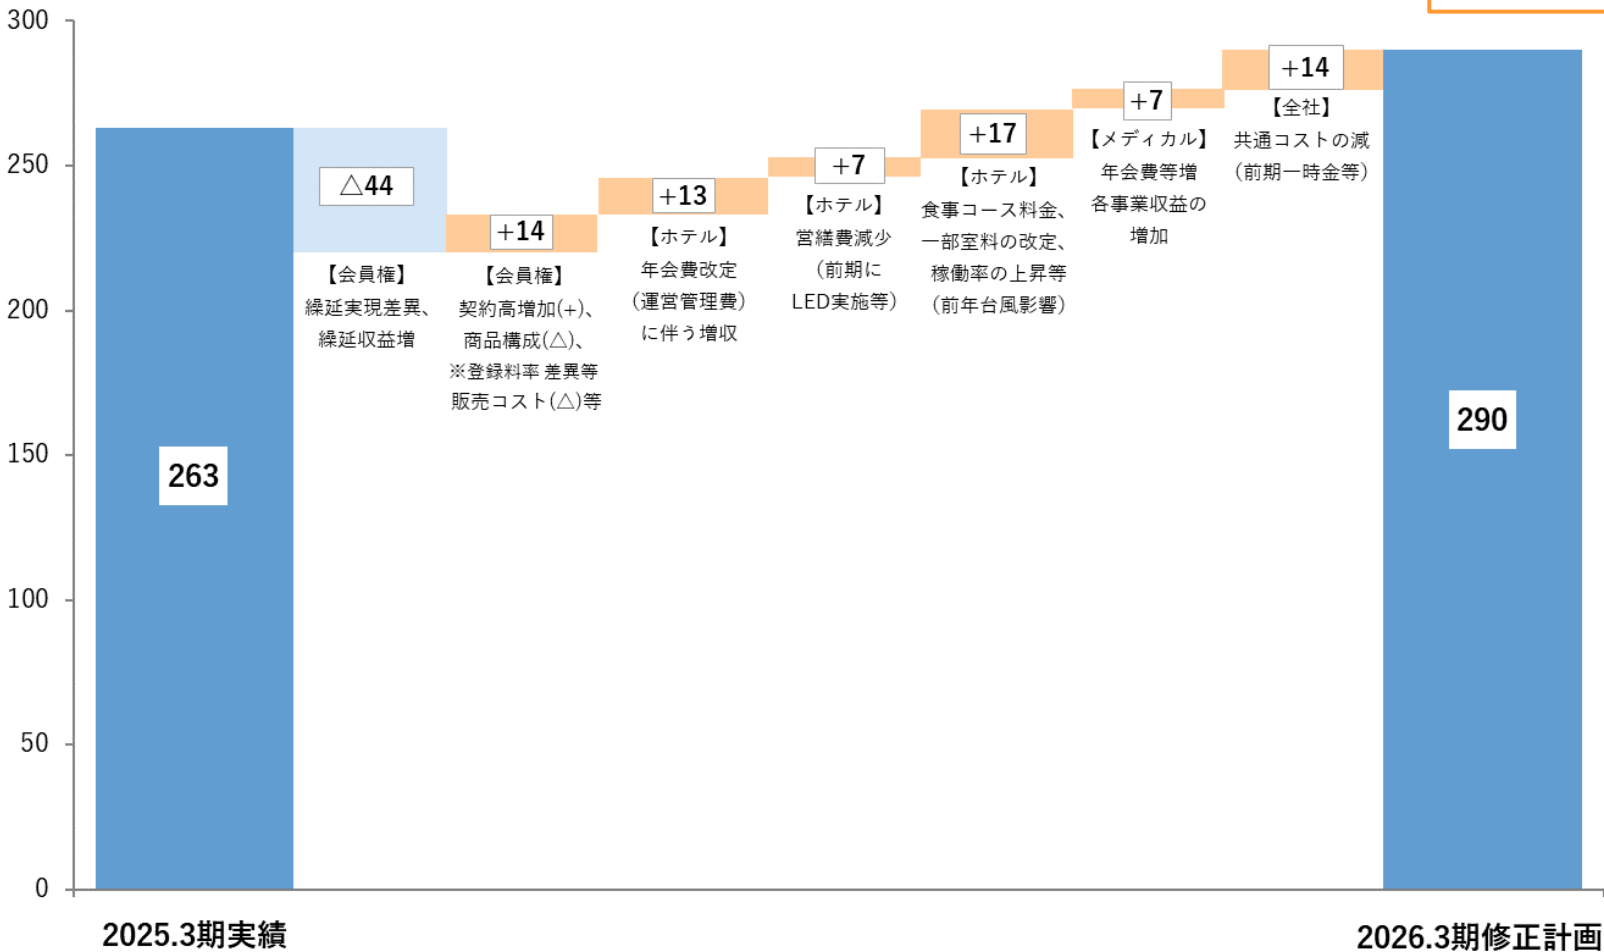 300
250
200
150
100
50
0
263
△44
【会員権】
繰延実現差異、
繰延収益増
+14
【会員権】
契約高増加(+)、
商品構成(△)、
※登録料率 差異等
販売コスト(△)等
+13
【ホテル】
年会費改定
（運営管理費）
に伴う増収
+7
【ホテル】
営繕費減少
（前期に
LED実施等）
+17
【ホテル】
食事コース料金、
一部室料の改定、
稼働率の上昇等
（前年台風影響）
+7
【メディカル】
年会費等増
各事業収益の
増加
+14
【全社】
共通コストの減
（前期一時金等）
290
2025.3期実績
2026.3期修正計画